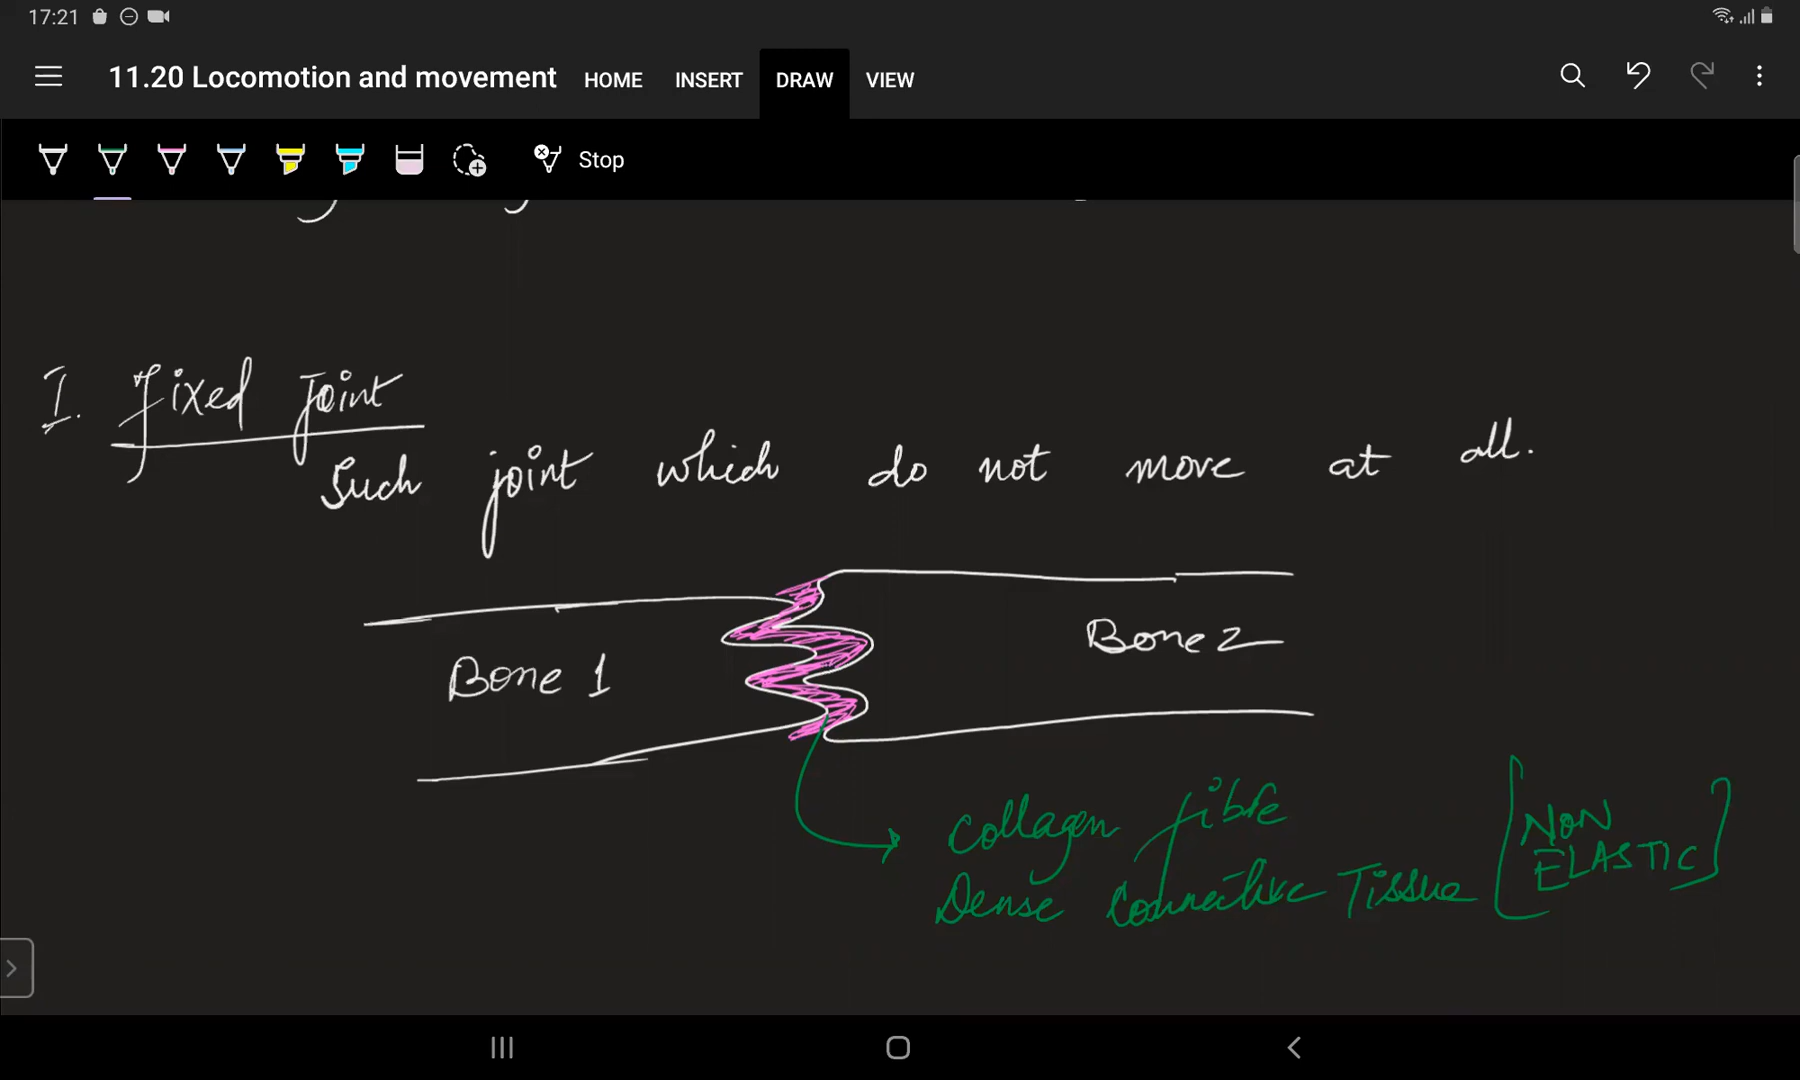 17:21
11.20 Locomotion and movement HOME INSERT DRAW VIEW
Stop
I. Fixed Joint
Such joint which do not move at all.
Bone 1
Bone 2
Collagen fibre
Dense Connective Tissue [NON ELASTIC]